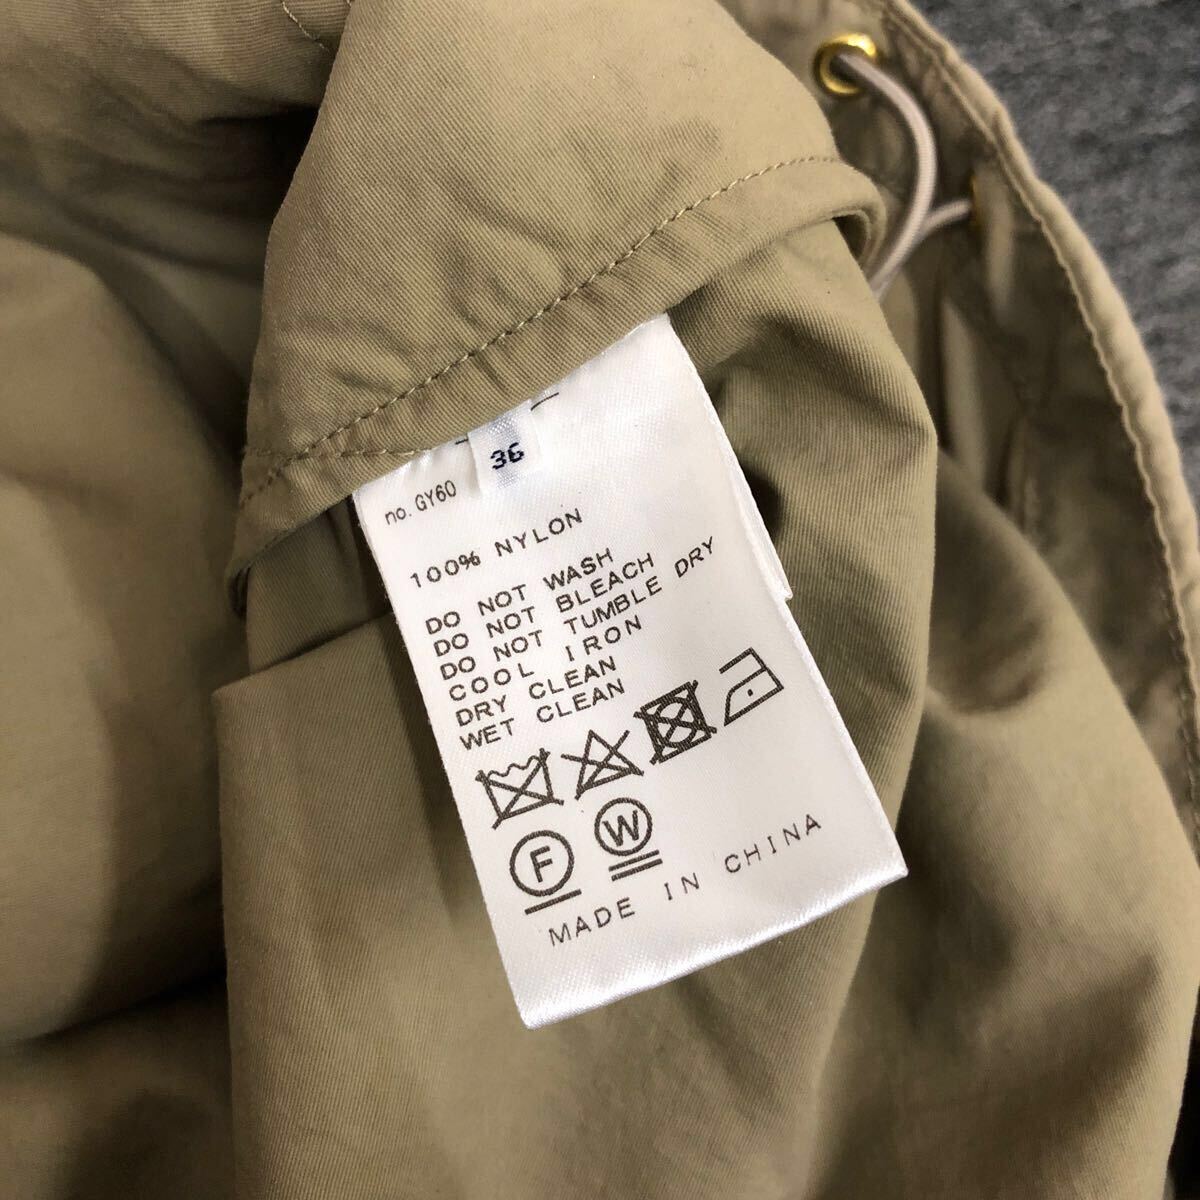 36
no. GY60
100% NYLON
DO NOT WASH
DO NOT BLEACH
DO NOT TUMBLE DRY
COOL IRON
DRY CLEAN
WET CLEAN
F W
MADE IN CHINA